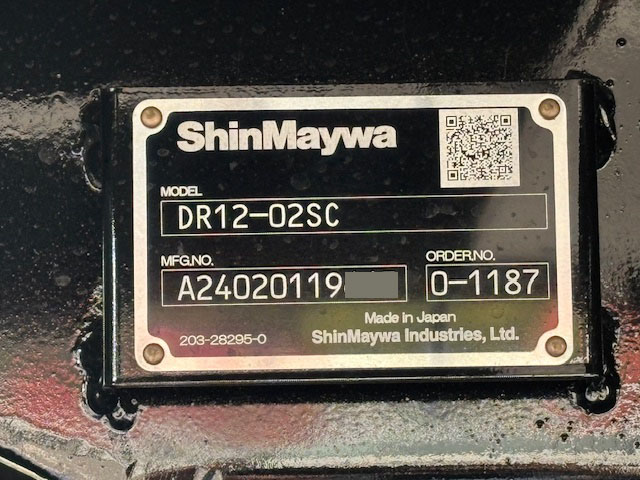 ShinMaywa
MODEL
DR12-02SC
MFG.NO. ORDER.NO.
A24020119 0-1187
Made in Japan
203-28295-0 ShinMaywa Industries, Ltd.